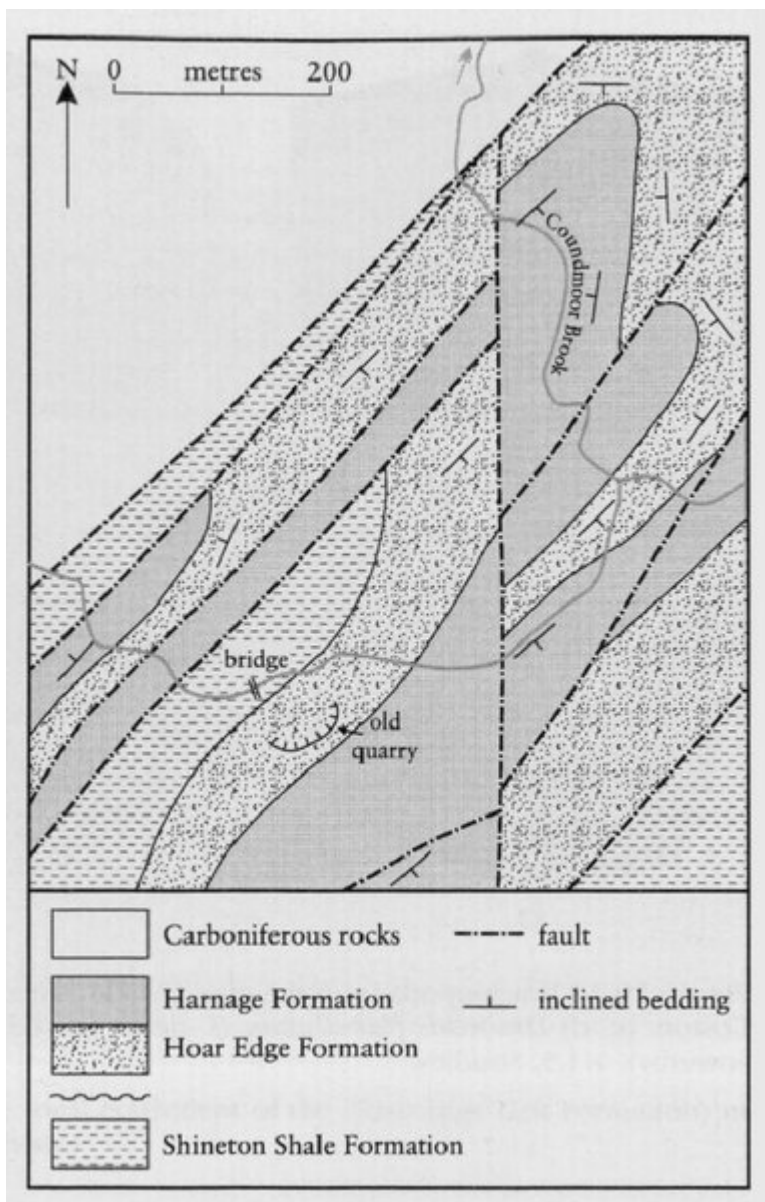 N 0 metres 200
Coundmoor Brook
bridge
old
quarry
Carboniferous rocks
fault
Harnage Formation
inclined bedding
Hoar Edge Formation
Shineton Shale Formation